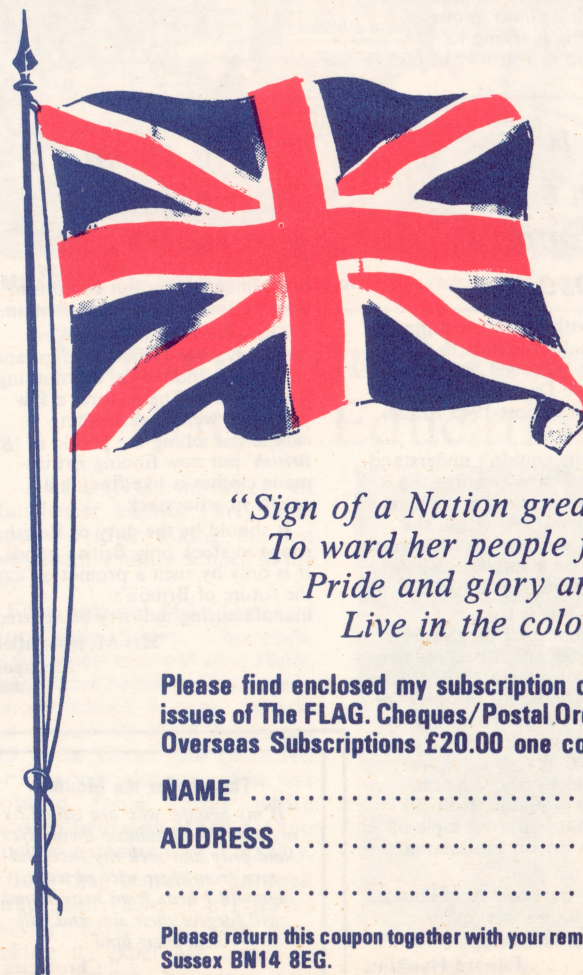 “Sign of a Nation grea
To ward her people f
Pride and glory a
Live in the colo
Please find enclosed my subscription
issues of The FLAG. Cheques/Postal Or
Overseas Subscriptions £20.00 one co
NAME ........................
ADDRESS .....................
.............................
Please return this coupon together with your rem
Sussex BN14 8EG.